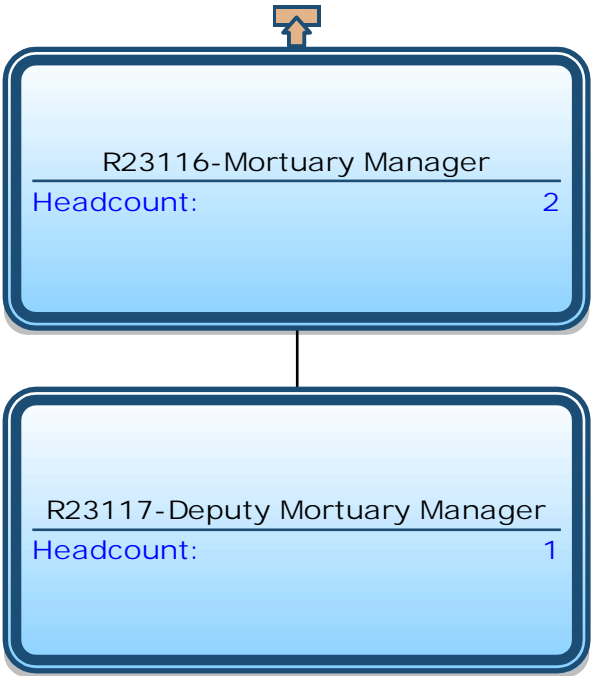 R23116-Mortuary Manager
Headcount: 2
R23117-Deputy Mortuary Manager
Headcount: 1